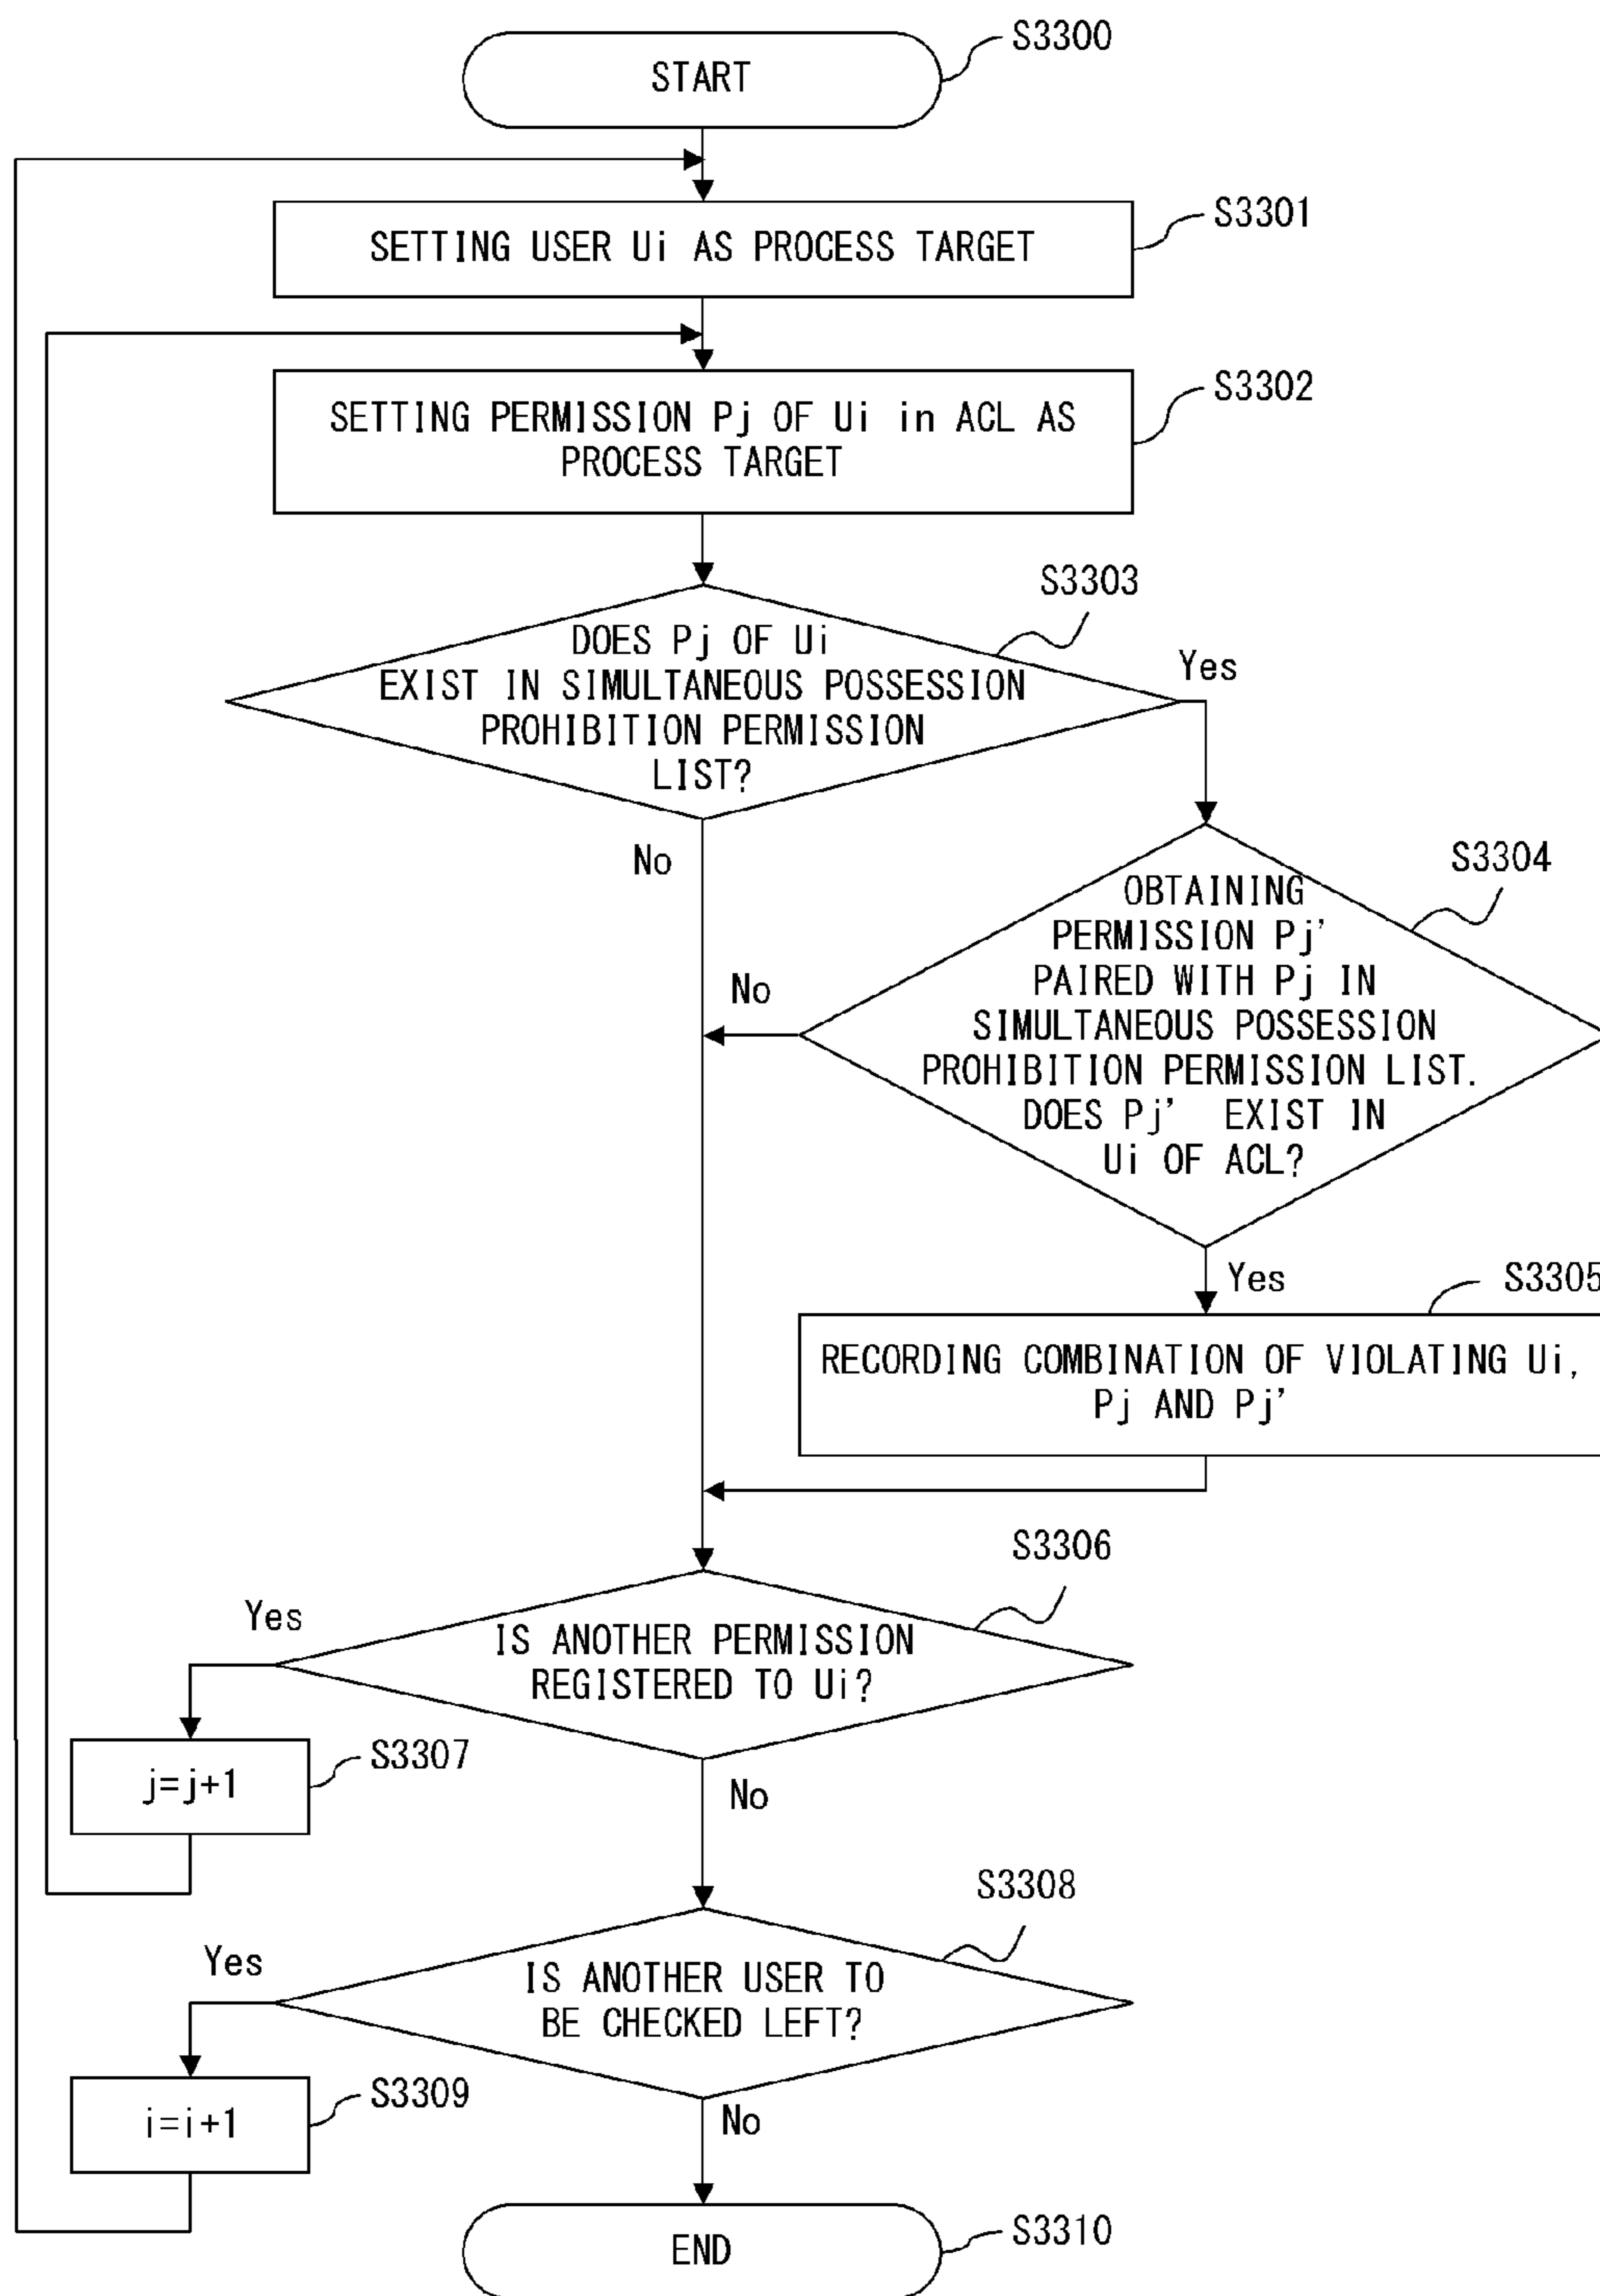 START
S3300
SETTING USER Ui AS PROCESS TARGET
S3301
SETTING PERMISSION Pj OF Ui in ACL AS
PROCESS TARGET
S3302
DOES Pj OF Ui
EXIST IN SIMULTANEOUS POSSESSION
PROHIBITION PERMISSION
LIST?
S3303
Yes
No
OBTAINING
PERMISSION Pj'
PAIRED WITH Pj IN
SIMULTANEOUS POSSESSION
PROHIBITION PERMISSION LIST.
DOES Pj' EXIST IN
Ui OF ACL?
S3304
No
Yes
RECORDING COMBINATION OF VIOLATING Ui,
Pj AND Pj'
S3305
IS ANOTHER PERMISSION
REGISTERED TO Ui?
S3306
Yes
j=j+1
S3307
No
IS ANOTHER USER TO
BE CHECKED LEFT?
S3308
Yes
i=i+1
S3309
No
END
S3310